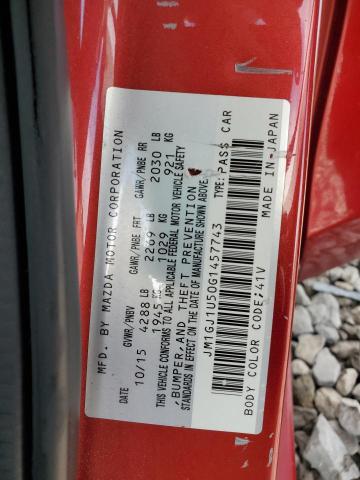 MFD. BY MAZDA MOTOR CORPORATION
DATE GVWR/PNBV GAWR/PNBE FRT GAWR/PNBE RR
10/15 4288 LB 2269 LB 2030 LB
1945 KG 1029 KG 921 KG
THIS VEHICLE CONFORMS TO ALL APPLICABLE FEDERAL MOTOR VEHICLE SAFETY
,BUMPER,AND THEFT PREVENTION
STANDARDS IN EFFECT ON THE DATE OF MANUFACTURE SHOWN ABOVE.
JM1GJ1U50G1457743 TYPE:PASS CAR
BODY COLOR CODE:41V MADE IN JAPAN